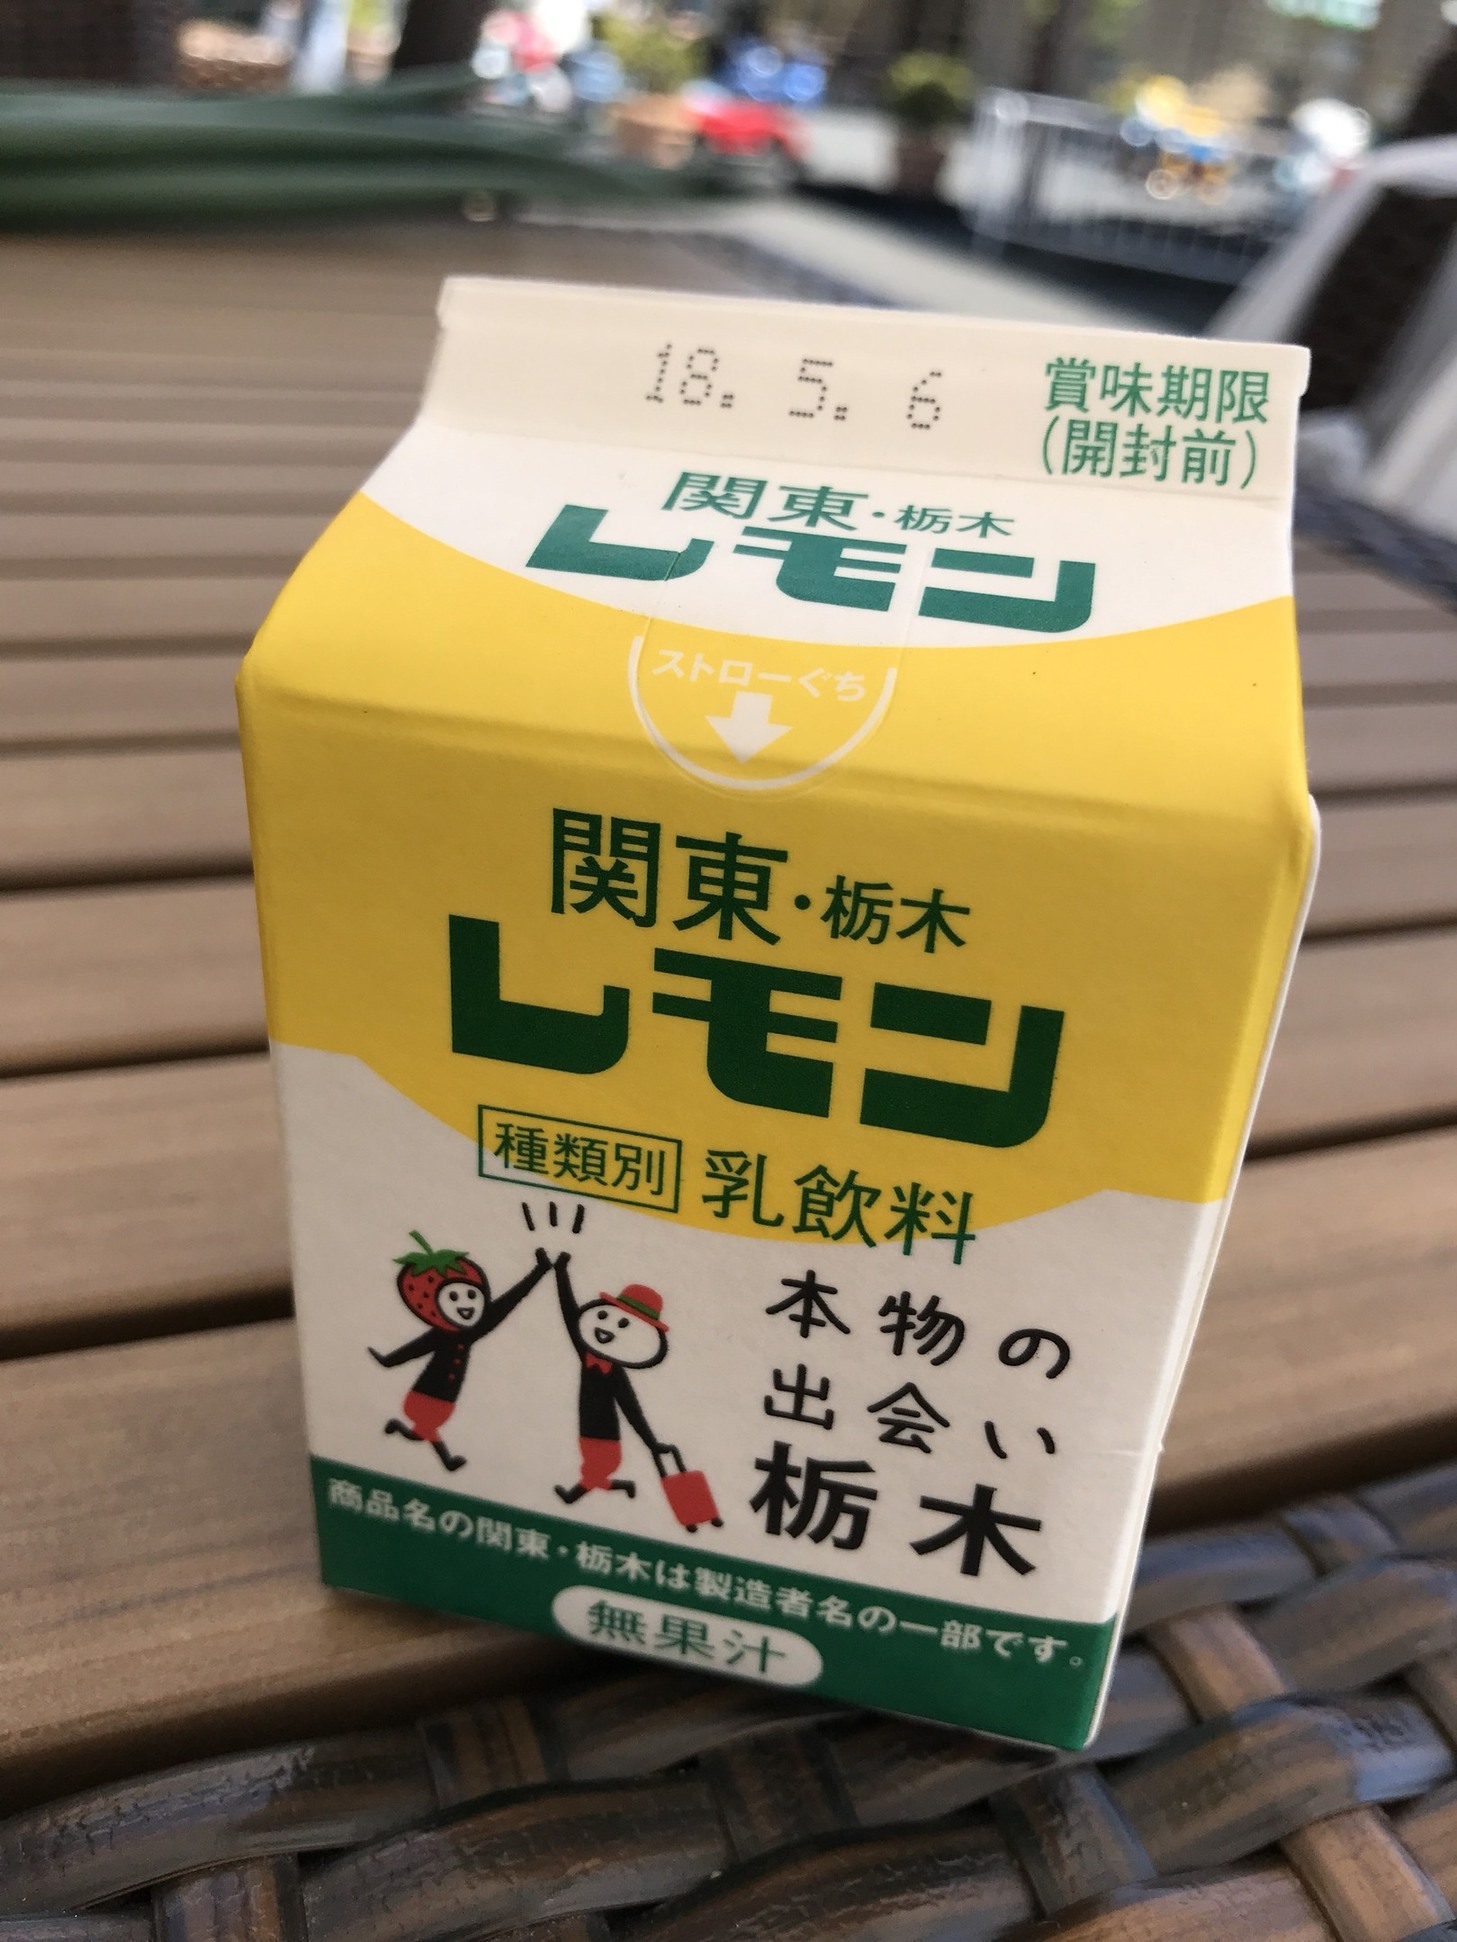 18. 5. 6
賞味期限
(開封前)
関東・栃木
レモン
ストローぐち
関東・栃木
レモン
種類別 乳飲料
本物の
出会い
栃木
商品名の関東・栃木は製造者名の一部です。
無果汁